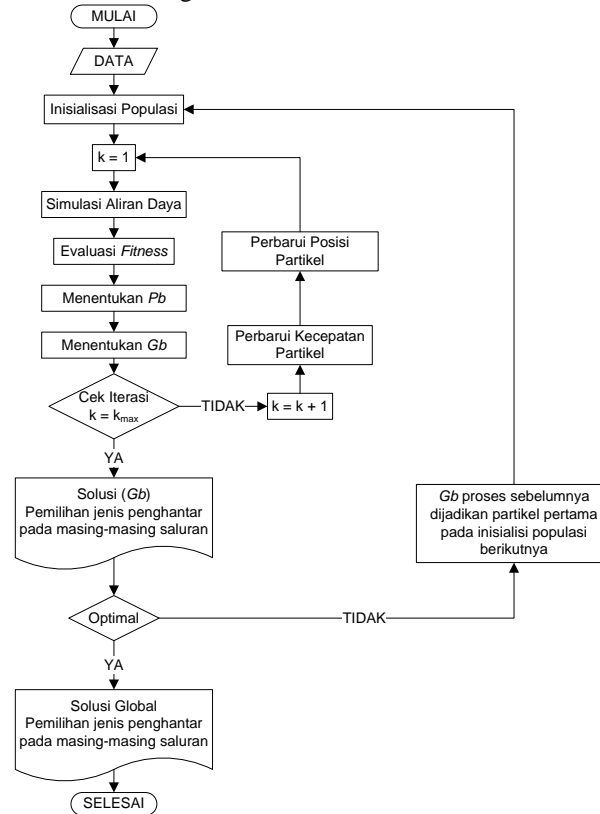 MULAI
DATA
Inisialisasi Populasi
k = 1
Simulasi Aliran Daya
Evaluasi Fitness
Menentukan Pb
Menentukan Gb
Cek Iterasi
k = kmax
TIDAK
k = k + 1
Perbarui Kecepatan
Partikel
Perbarui Posisi
Partikel
YA
Solusi (Gb)
Pemilihan jenis penghantar
pada masing-masing saluran
Optimal
TIDAK
Gb proses sebelumnya
dijadikan partikel pertama
pada inisialisi populasi
berikutnya
YA
Solusi Global
Pemilihan jenis penghantar
pada masing-masing saluran
SELESAI